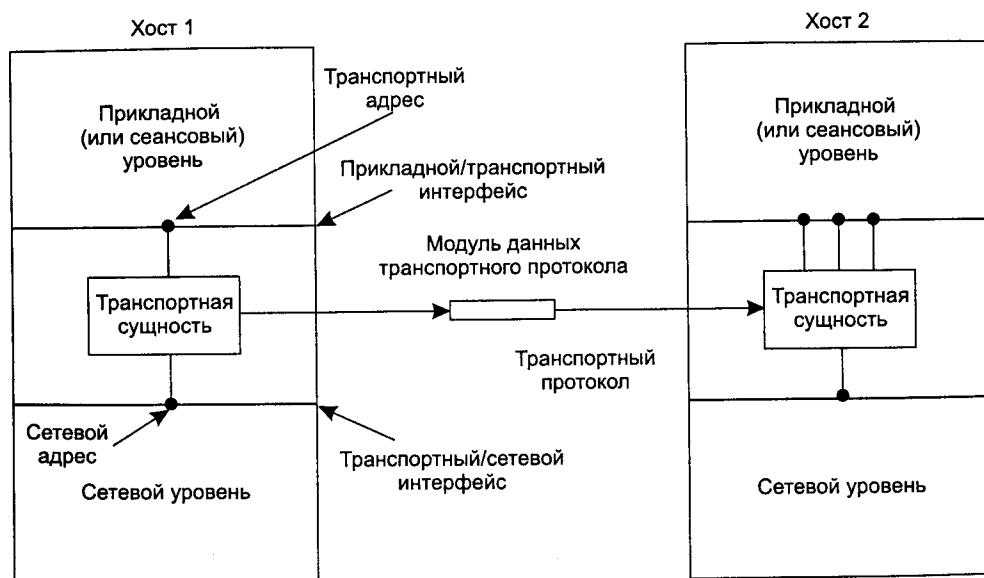 Хост 1
Хост 2
Прикладной
(или сеансовый)
уровень
Транспортный
адрес
Прикладной/транспортный
интерфейс
Прикладной
(или сеансовый)
уровень
Модуль данных
транспортного протокола
Транспортная
сущность
Транспортная
сущность
Транспортный
протокол
Сетевой
адрес
Транспортный/сетевой
интерфейс
Сетевой уровень
Сетевой уровень